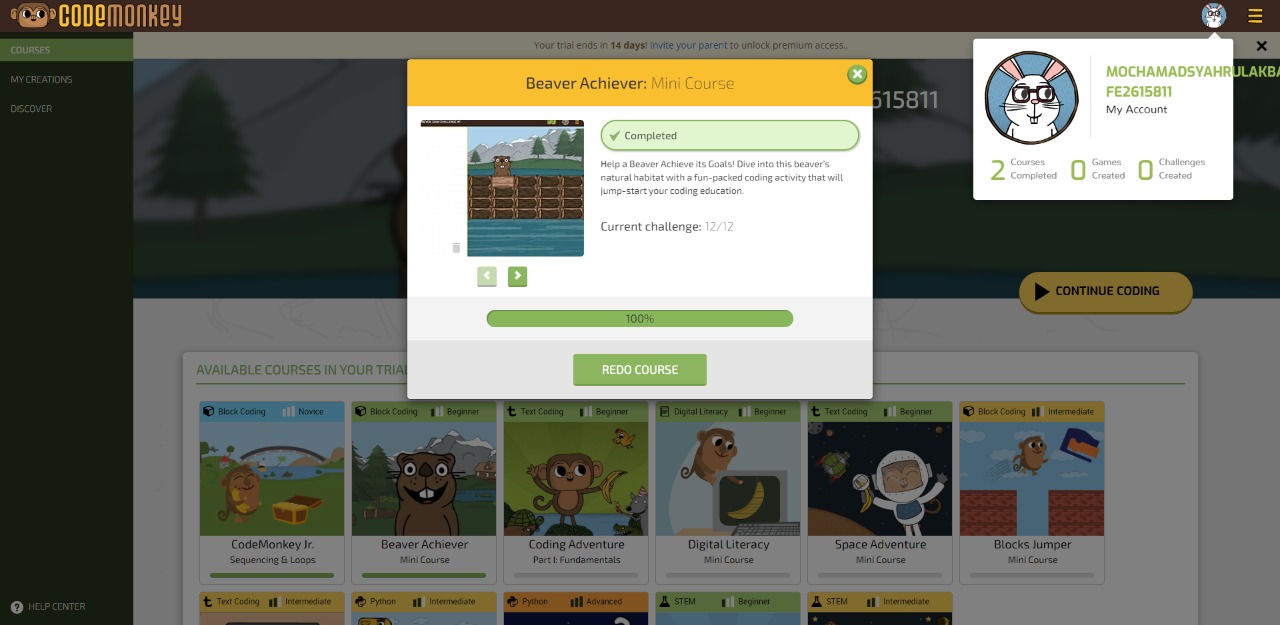 CODEMONKEY
COURSES
MY CREATIONS
DISCOVER
HELP CENTER
Your trial ends in 14 days! Invite your parent to unlock premium access..
615811
MOCHAMADSYAHRULAKBA
FE2615811
My Account
2 Courses Completed
0 Games Created
0 Challenges Created
Beaver Achiever: Mini Course
Completed
Help a Beaver Achieve its Goals! Dive into this beaver's
natural habitat with a fun-packed coding activity that will
jump-start your coding education.
Current challenge: 12/12
100%
REDO COURSE
CONTINUE CODING
AVAILABLE COURSES IN YOUR TRIA
Block Coding Novice
CodeMonkey Jr.
Sequencing & Loops
Block Coding Beginner
Beaver Achiever
Mini Course
Text Coding Beginner
Coding Adventure
Part I: Fundamentals
Digital Literacy Beginner
Digital Literacy
Mini Course
Text Coding Beginner
Space Adventure
Mini Course
Block Coding Intermediate
Blocks Jumper
Mini Course
Text Coding Intermediate
Python Intermediate
Python Advanced
STEM Beginner
STEM Intermediate